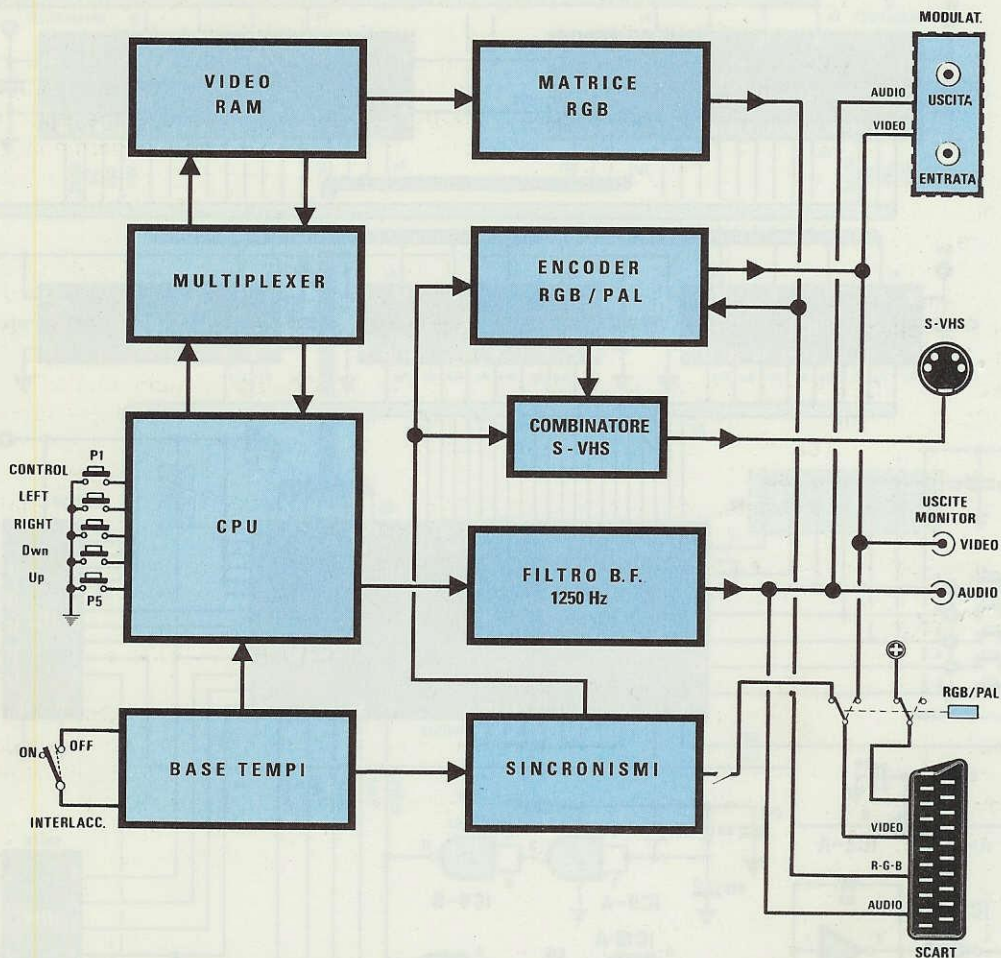 MODULAT.
VIDEO
RAM
MATRICE
RGB
AUDIO
USCITA
VIDEO
ENTRATA
MULTIPLEXER
ENCODER
RGB / PAL
S-VHS
COMBINATORE
S - VHS
CONTROL
P1
LEFT
RIGHT
Dwn
Up
P5
CPU
FILTRO B.F.
1250 Hz
USCITE
MONITOR
VIDEO
AUDIO
RGB/PAL
ON
OFF
INTERLACC.
BASE TEMPI
SINCRONISMI
VIDEO
R-G-B
AUDIO
SCART